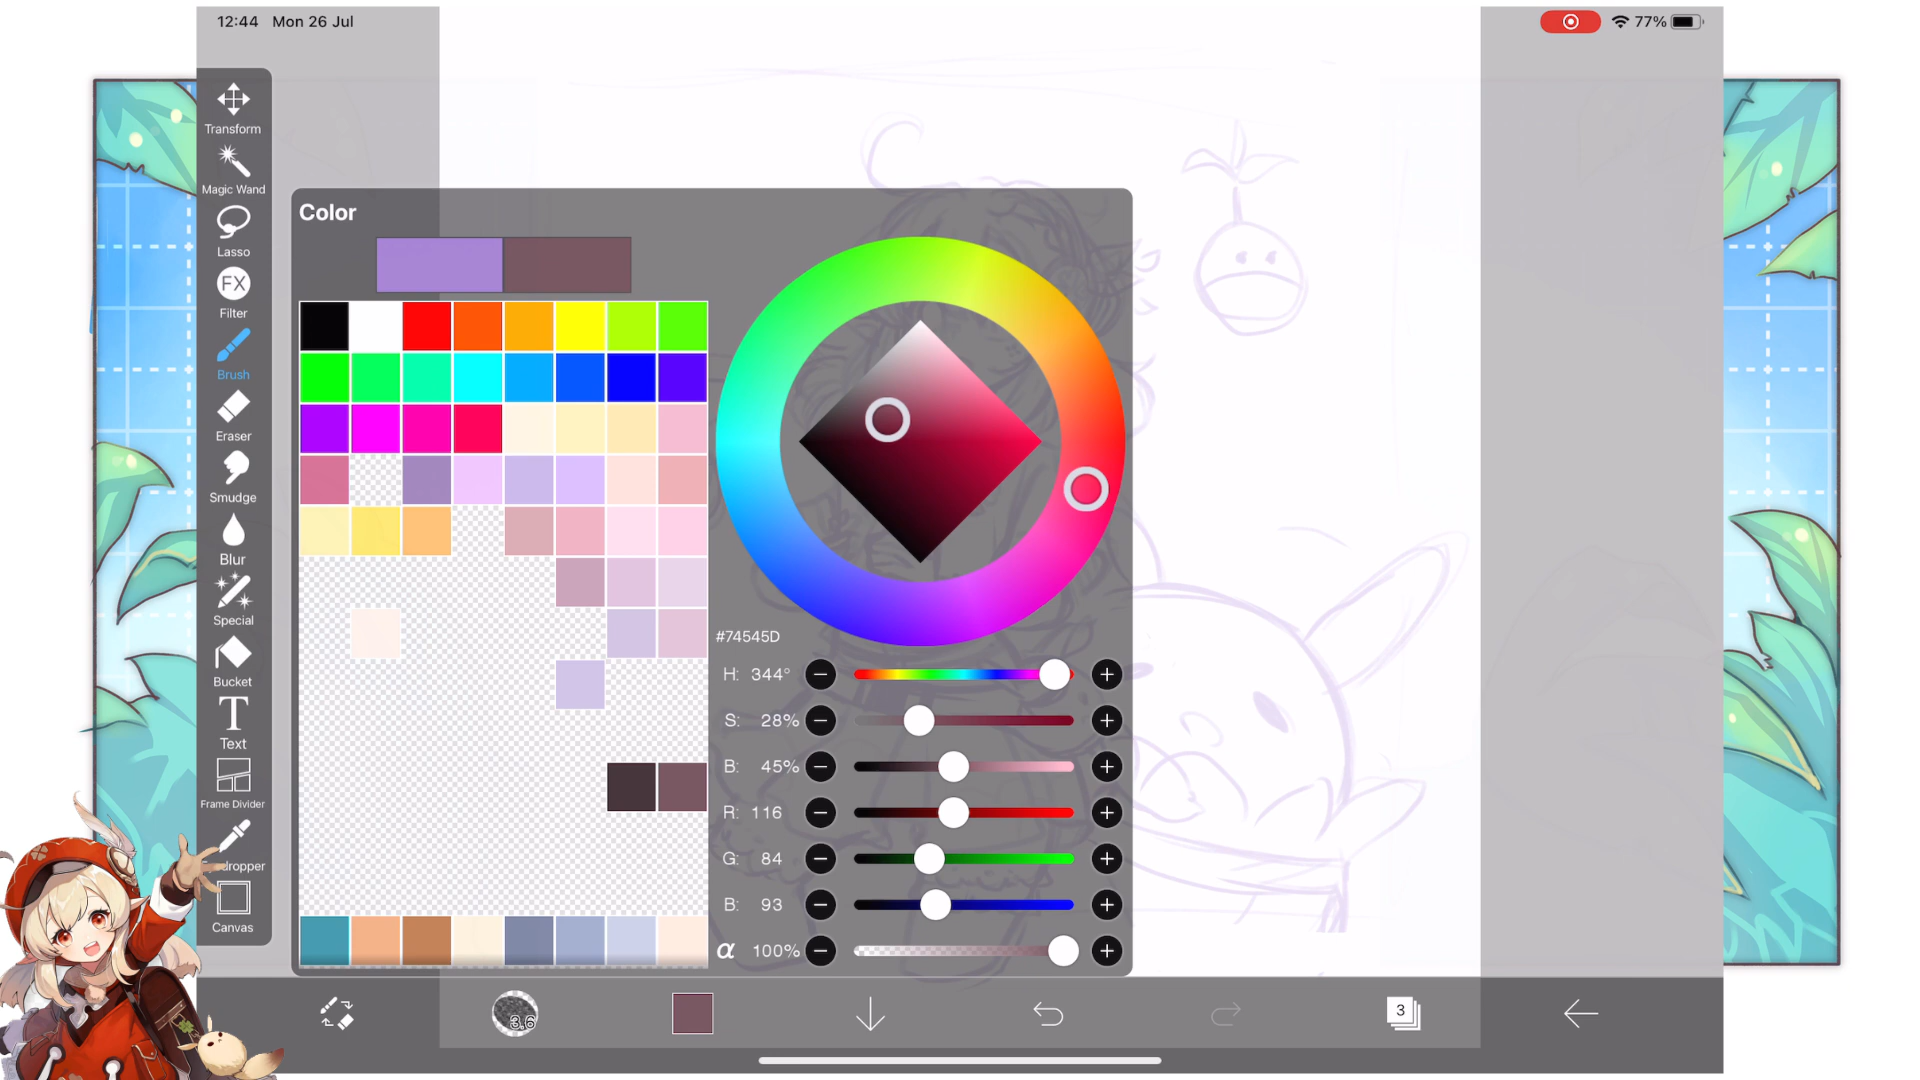 12:44 Mon 26 Jul
77%
Transform
Magic Wand
Lasso
FX
Filter
Brush
Eraser
Smudge
Blur
Special
Bucket
T
Text
Frame Divider
dropper
Canvas
Color
#74545D
H: 344°
S: 28%
B: 45%
R: 116
G: 84
B: 93
α 100%
3.6
3